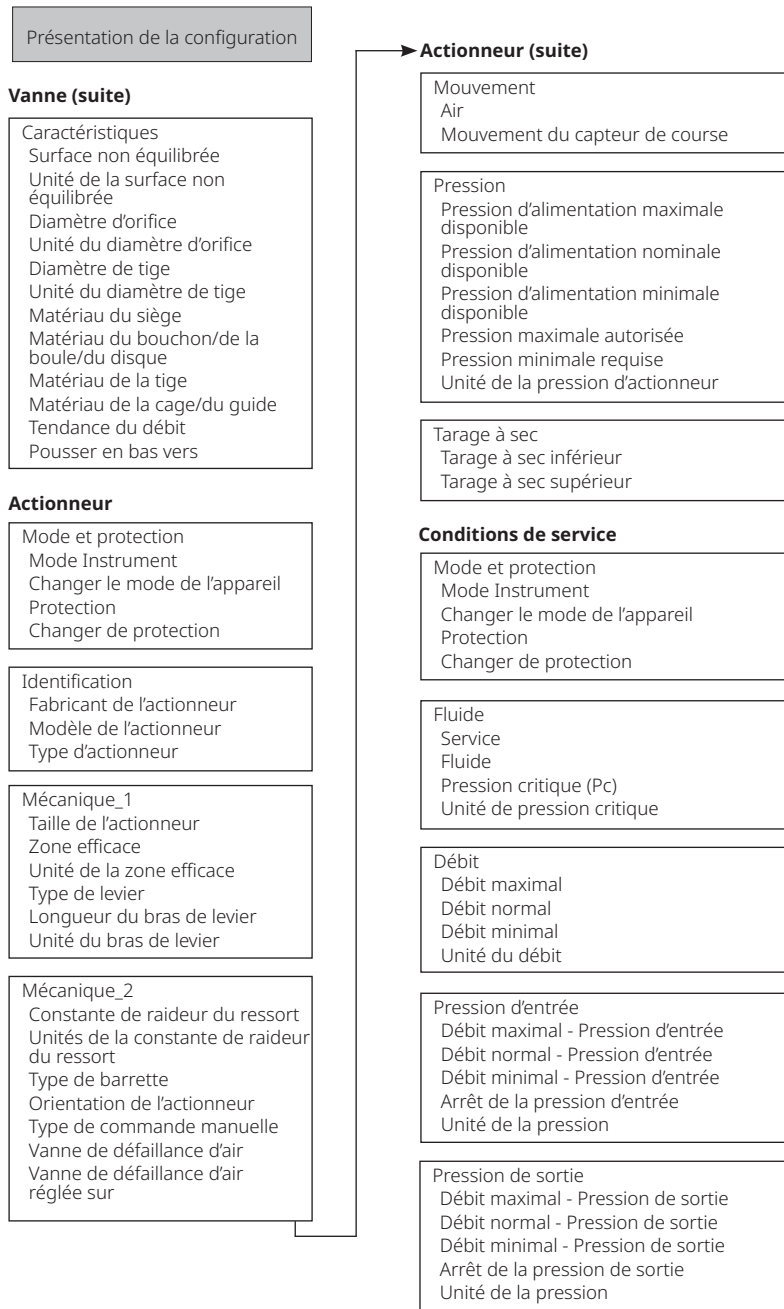 Présentation de la configuration
Vanne (suite)
Caractéristiques
Surface non équilibrée
Unité de la surface non
équilibrée
Diamètre d'orifice
Unité du diamètre d'orifice
Diamètre de tige
Unité du diamètre de tige
Matériau du siège
Matériau du bouchon/de la
boule/du disque
Matériau de la tige
Matériau de la cage/du guide
Tendance du débit
Pousser en bas vers
Actionneur
Mode et protection
Mode Instrument
Changer le mode de l'appareil
Protection
Changer de protection
Identification
Fabricant de l'actionneur
Modèle de l'actionneur
Type d'actionneur
Mécanique_1
Taille de l'actionneur
Zone efficace
Unité de la zone efficace
Type de levier
Longueur du bras de levier
Unité du bras de levier
Mécanique_2
Constante de raideur du ressort
Unités de la constante de raideur
du ressort
Type de barrette
Orientation de l'actionneur
Type de commande manuelle
Vanne de défaillance d'air
Vanne de défaillance d'air
réglée sur
Actionneur (suite)
Mouvement
Air
Mouvement du capteur de course
Pression
Pression d'alimentation maximale
disponible
Pression d'alimentation nominale
disponible
Pression d'alimentation minimale
disponible
Pression maximale autorisée
Pression minimale requise
Unité de la pression d'actionneur
Tarage à sec
Tarage à sec inférieur
Tarage à sec supérieur
Conditions de service
Mode et protection
Mode Instrument
Changer le mode de l'appareil
Protection
Changer de protection
Fluide
Service
Fluide
Pression critique (Pc)
Unité de pression critique
Débit
Débit maximal
Débit normal
Débit minimal
Unité du débit
Pression d'entrée
Débit maximal - Pression d'entrée
Débit normal - Pression d'entrée
Débit minimal - Pression d'entrée
Arrêt de la pression d'entrée
Unité de la pression
Pression de sortie
Débit maximal - Pression de sortie
Débit normal - Pression de sortie
Débit minimal - Pression de sortie
Arrêt de la pression de sortie
Unité de la pression